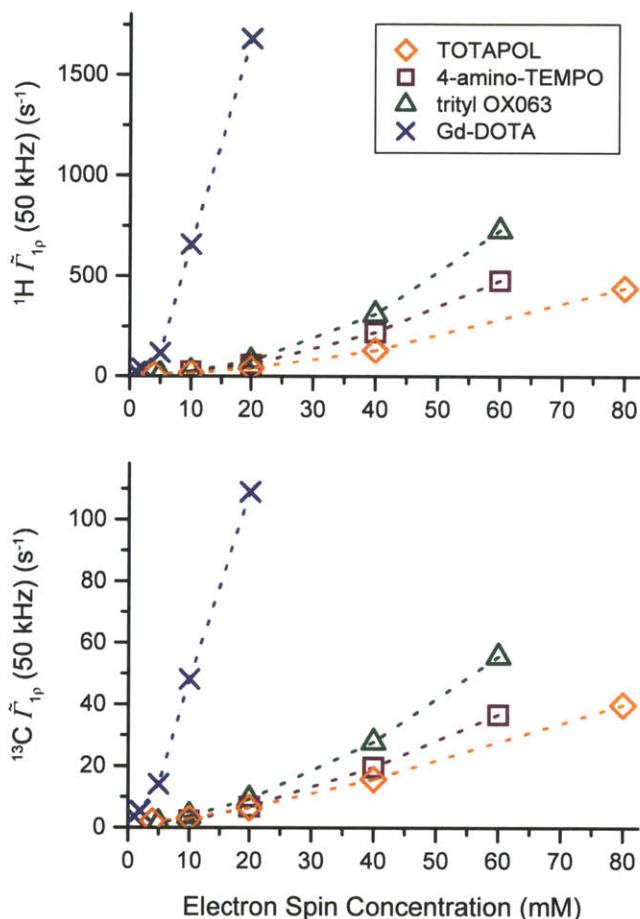 TOTAPOL
4-amino-TEMPO
trityl OX063
Gd-DOTA
¹H Γ̃₁ρ (50 kHz) (s⁻¹)
1500
1000
500
0
0 10 20 30 40 50 60 70 80
¹³C Γ̃₁ρ (50 kHz) (s⁻¹)
100
80
60
40
20
0
0 10 20 30 40 50 60 70 80
Electron Spin Concentration (mM)